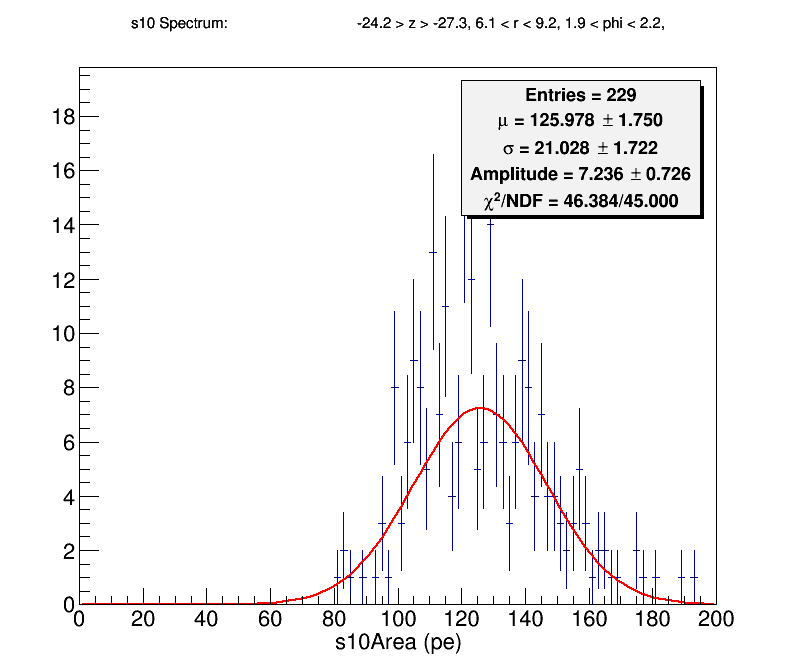 s10 Spectrum: -24.2 > z > -27.3, 6.1 < r < 9.2, 1.9 < phi < 2.2,
Entries = 229
μ = 125.978 ± 1.750
σ = 21.028 ± 1.722
Amplitude = 7.236 ± 0.726
χ²/NDF = 46.384/45.000
18
16
14
12
10
8
6
4
2
0
0 20 40 60 80 100 120 140 160 180 200
s10Area (pe)